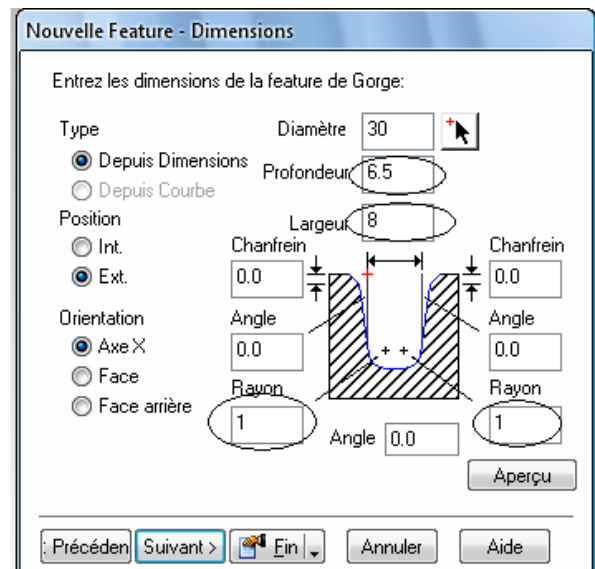 Nouvelle Feature - Dimensions
Entrez les dimensions de la feature de Gorge:
Type
Diamètre 30
Depuis Dimensions
Profondeur 6.5
Depuis Courbe
Position
Largeur 8
Int.
Chanfrein
Chanfrein
Ext.
0.0
0.0
Orientation
Angle
Angle
Axe X
0.0
0.0
Face
Rayon
Rayon
Face arrière
1
1
Angle 0.0
Aperçu
: Précéden
Suivant >
Fin
Annuler
Aide